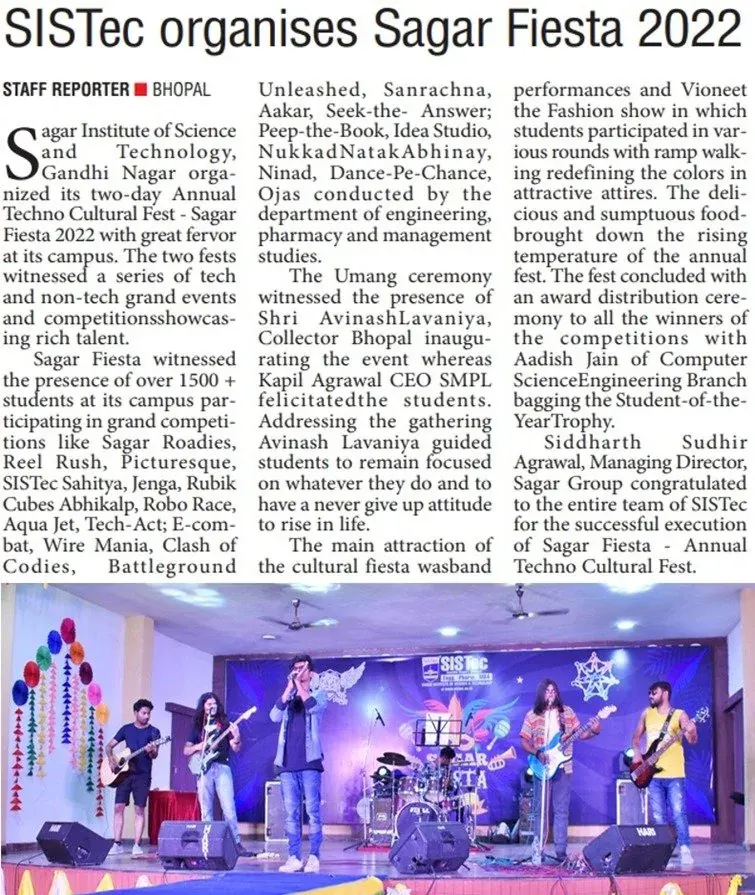 SISTec organises Sagar Fiesta 2022
STAFF REPORTER ■ BHOPAL
Sagar Institute of Science
and Technology,
Gandhi Nagar orga-
nized its two-day Annual
Techno Cultural Fest - Sagar
Fiesta 2022 with great fervor
at its campus. The two fests
witnessed a series of tech
and non-tech grand events
and competitionsshowcas-
ing rich talent.
Sagar Fiesta witnessed
the presence of over 1500 +
students at its campus par-
ticipating in grand competi-
tions like Sagar Roadies,
Reel Rush, Picturesque,
SISTec Sahitya, Jenga, Rubik
Cubes Abhikalp, Robo Race,
Aqua Jet, Tech-Act; E-com-
bat, Wire Mania, Clash of
Codies, Battleground
Unleashed, Sanrachna,
Aakar, Seek-the- Answer;
Peep-the-Book, Idea Studio,
NukkadNatakAbhinay,
Ninad, Dance-Pe-Chance,
Ojas conducted by the
department of engineering,
pharmacy and management
studies.
The Umang ceremony
witnessed the presence of
Shri AvinashLavaniya,
Collector Bhopal inaugu-
rating the event whereas
Kapil Agrawal CEO SMPL
felicitatedthe students.
Addressing the gathering
Avinash Lavaniya guided
students to remain focused
on whatever they do and to
have a never give up attitude
to rise in life.
The main attraction of
the cultural fiesta wasband
performances and Vioneet
the Fashion show in which
students participated in var-
ious rounds with ramp walk-
ing redefining the colors in
attractive attires. The deli-
cious and sumptuous food-
brought down the rising
temperature of the annual
fest. The fest concluded with
an award distribution cere-
mony to all the winners of
the competitions with
Aadish Jain of Computer
ScienceEngineering Branch
bagging the Student-of-the-
YearTrophy.
Siddharth Sudhir
Agrawal, Managing Director,
Sagar Group congratulated
to the entire team of SISTec
for the successful execution
of Sagar Fiesta - Annual
Techno Cultural Fest.
SISTec
HARI
HARI